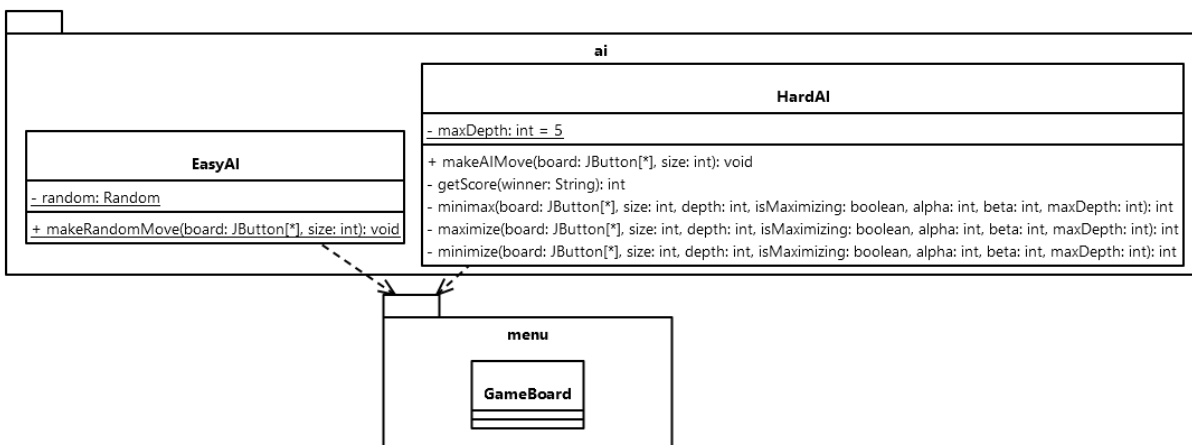 ai
EasyAI
- random: Random
+ makeRandomMove(board: JButton[*], size: int): void
HardAI
- maxDepth: int = 5
+ makeAIMove(board: JButton[*], size: int): void
- getScore(winner: String): int
- minimax(board: JButton[*], size: int, depth: int, isMaximizing: boolean, alpha: int, beta: int, maxDepth: int): int
- maximize(board: JButton[*], size: int, depth: int, isMaximizing: boolean, alpha: int, beta: int, maxDepth: int): int
- minimize(board: JButton[*], size: int, depth: int, isMaximizing: boolean, alpha: int, beta: int, maxDepth: int): int
menu
GameBoard